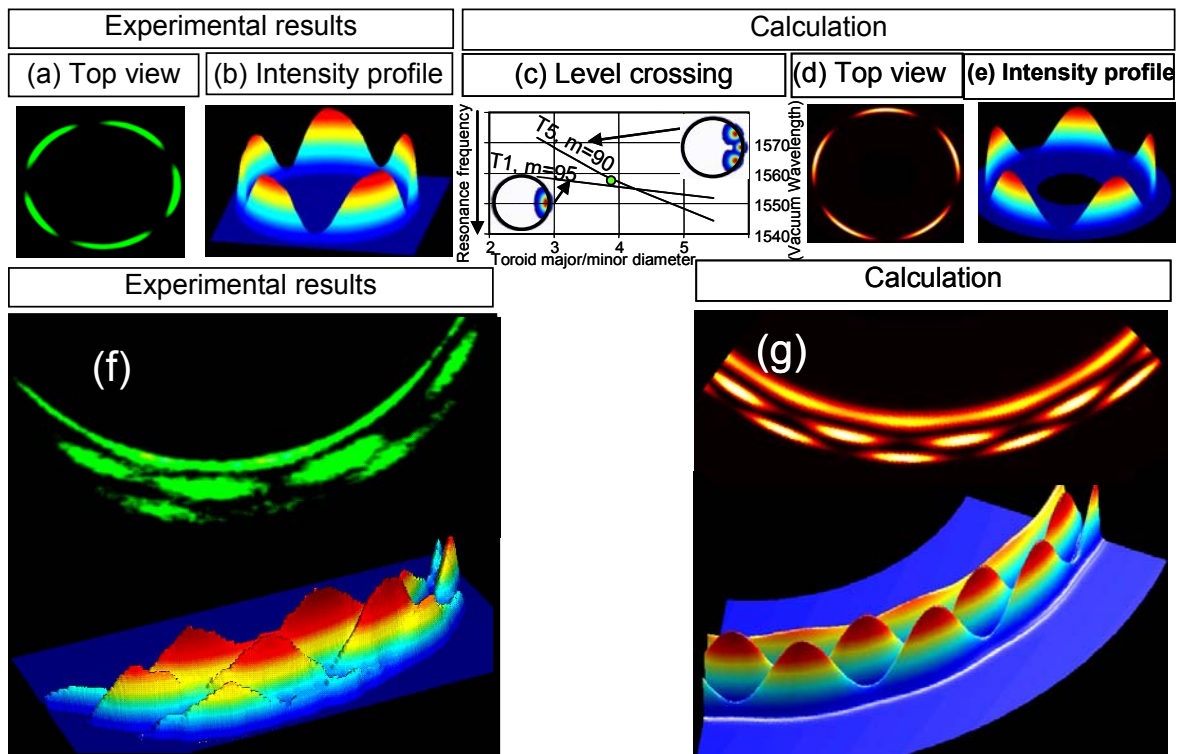 Experimental results
Calculation
(a) Top view
(b) Intensity profile
(c) Level crossing
(d) Top view
(e) Intensity profile
Resonance frequency
T5, m=90
T1, m=95
1570
1560
1550
1540
(Vacuum Wavelength)
2 3 4 5 6
Toroid major/minor diameter
Experimental results
Calculation
(f)
(g)